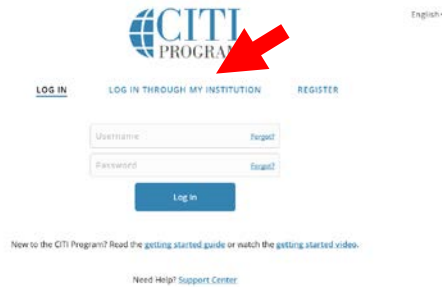 CITI
English
PROGRAM
LOG IN
LOG IN THROUGH MY INSTITUTION
REGISTER
Username
Forgot?
Password
Forgot?
Log In
New to the CITI Program? Read the getting started guide or watch the getting started video.
Need Help? Support Center